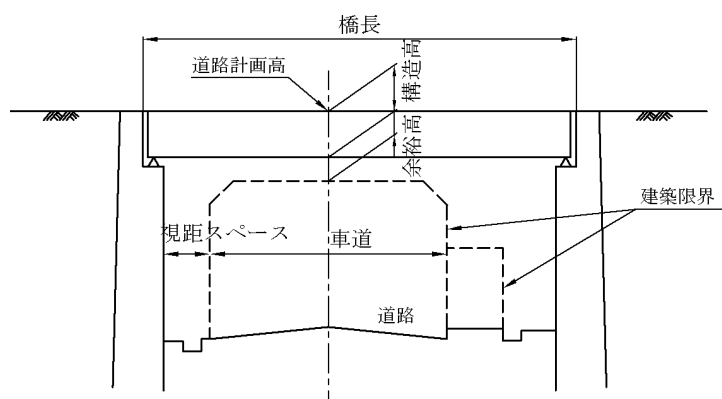 橋長
道路計画高
構造高
余裕高
建築限界
視距スペース
車道
道路